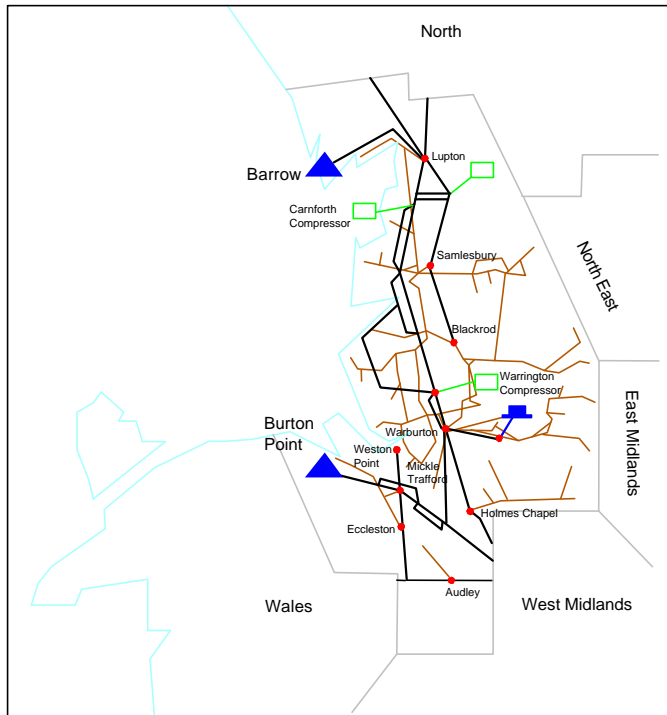 North
Lupton
Barrow
Carnforth
Compressor
Samlesbury
North East
Blackrod
Warrington
Compressor
East Midlands
Burton
Point
Warburton
Weston
Point
Mickle
Trafford
Holmes Chapel
Eccleston
Audley
Wales
West Midlands